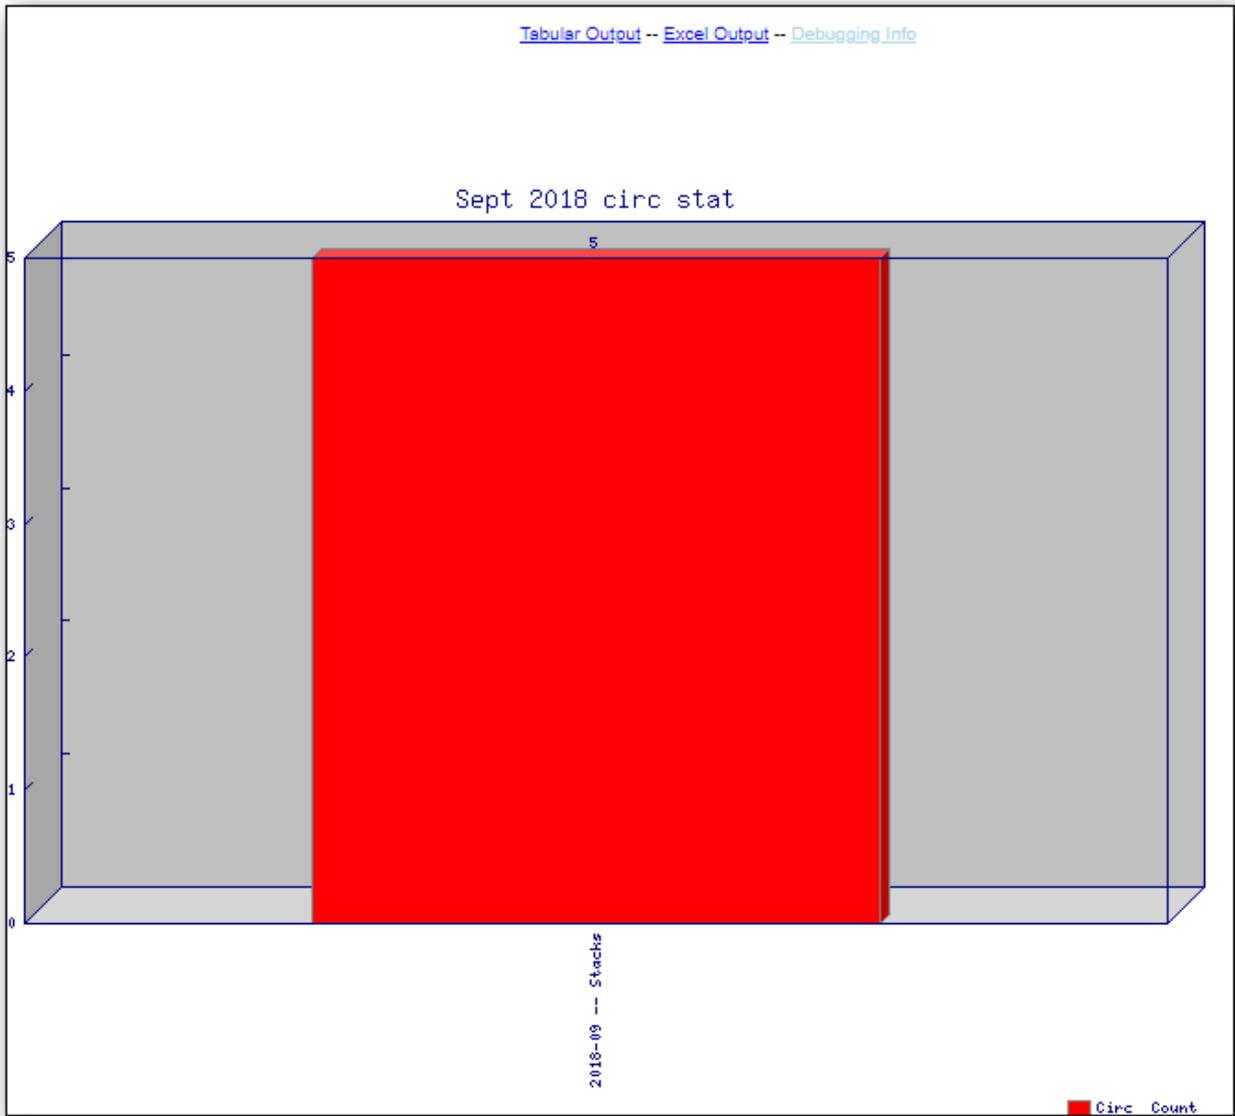 Tabular Output -- Excel Output -- Debugging Info
Sept 2018 circ stat
5
5
4
3
2
1
0
2018-09 -- Stacks
Circ Count